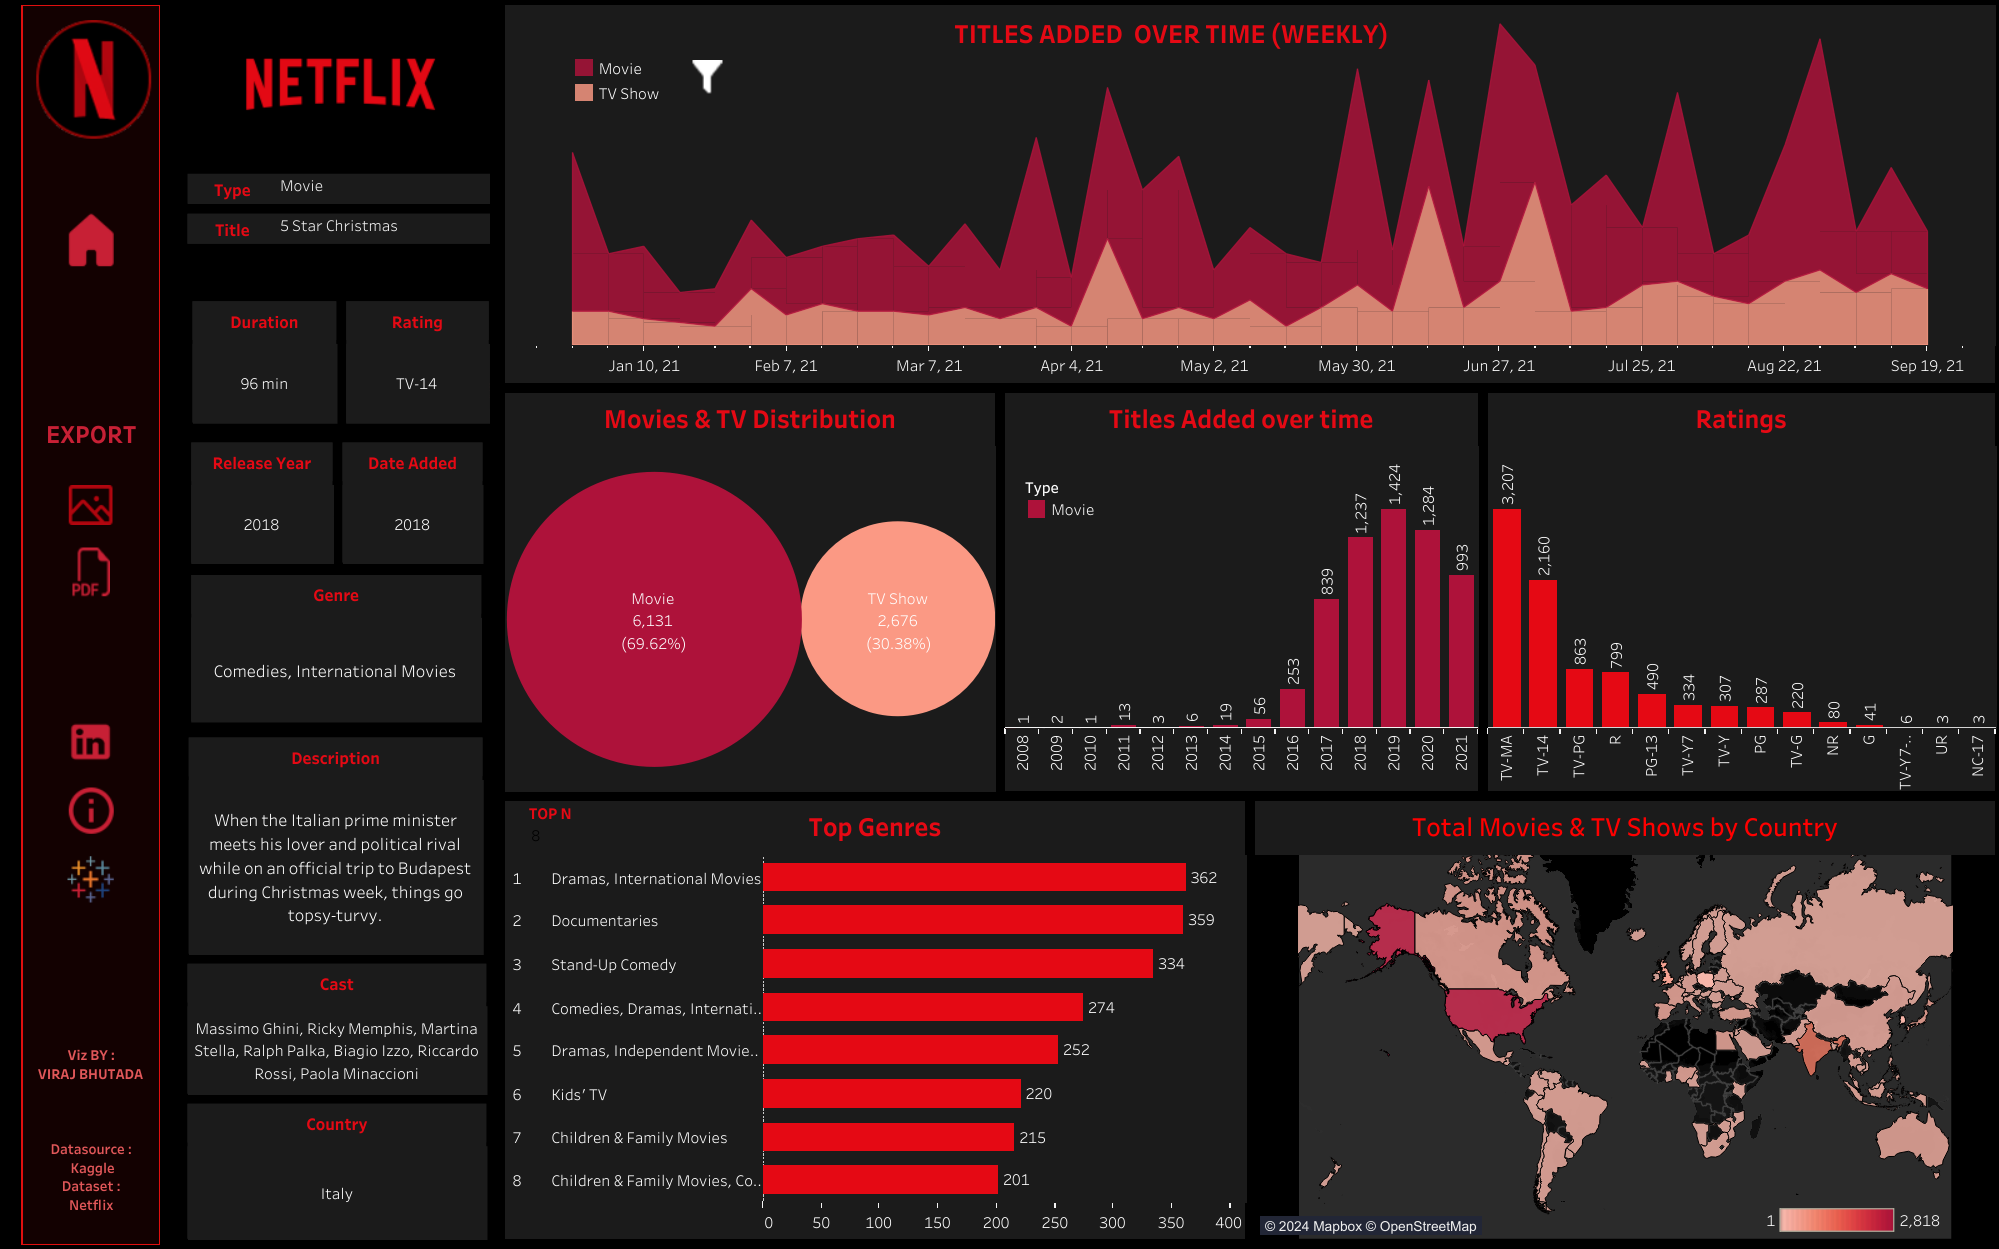 N
EXPORT
PDF
in
Viz BY :
VIRAJ BHUTADA
Datasource :
Kaggle
Dataset :
Netflix
NETFLIX
Type Movie
Title 5 Star Christmas
Duration
96 min
Rating
TV-14
Release Year
2018
Date Added
2018
Genre
Comedies, International Movies
Description
When the Italian prime minister
meets his lover and political rival
while on an official trip to Budapest
during Christmas week, things go
topsy-turvy.
Cast
Massimo Ghini, Ricky Memphis, Martina
Stella, Ralph Palka, Biagio Izzo, Riccardo
Rossi, Paola Minaccioni
Country
Italy
TITLES ADDED OVER TIME (WEEKLY)
Movie
TV Show
Jan 10, 21 Feb 7, 21 Mar 7, 21 Apr 4, 21 May 2, 21 May 30, 21 Jun 27, 21 Jul 25, 21 Aug 22, 21 Sep 19, 21
Movies & TV Distribution
Movie
6,131
(69.62%)
TV Show
2,676
(30.38%)
Titles Added over time
Type
Movie
1 2 1 13 3 6 19 56 253 839 1,237 1,424 1,284 993
2008 2009 2010 2011 2012 2013 2014 2015 2016 2017 2018 2019 2020 2021
Ratings
3,207 2,160 863 799 490 334 307 287 220 80 41 6 3 3
TV-MA TV-14 TV-PG R PG-13 TV-Y7 TV-Y PG TV-G NR G TV-Y7-.. UR NC-17
TOP N
8
Top Genres
1 Dramas, International Movies 362
2 Documentaries 359
3 Stand-Up Comedy 334
4 Comedies, Dramas, Internati.. 274
5 Dramas, Independent Movie.. 252
6 Kids' TV 220
7 Children & Family Movies 215
8 Children & Family Movies, Co.. 201
0 50 100 150 200 250 300 350 400
Total Movies & TV Shows by Country
© 2024 Mapbox © OpenStreetMap
1 2,818